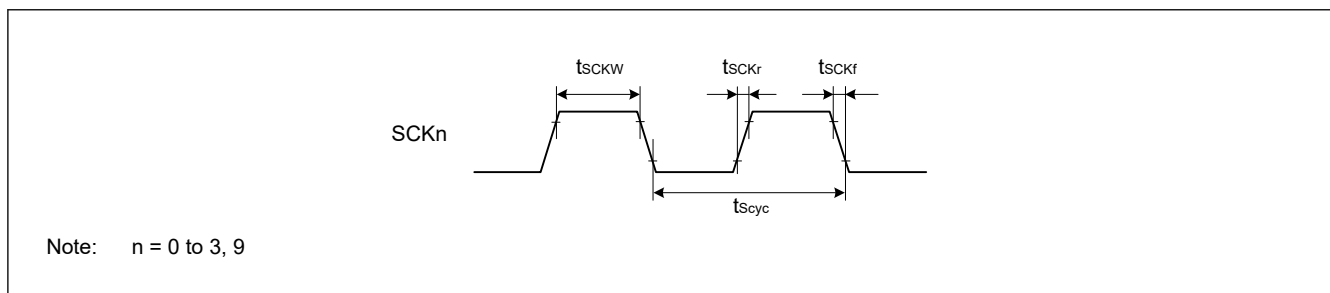 tSCKW tSCKr tSCKf
SCKn
tScyc
Note: n = 0 to 3, 9